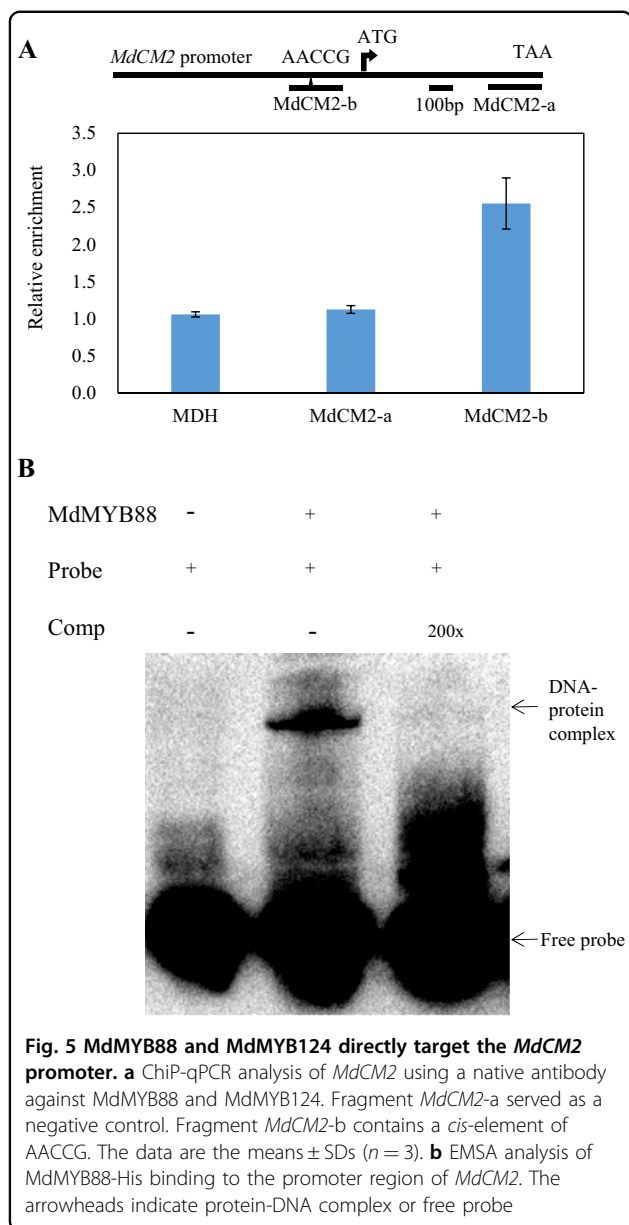 A
ATG
MdCM2 promoter AACCG TAA
MdCM2-b 100bp MdCM2-a
3.5
3.0
2.5
2.0
1.5
1.0
0.5
0.0
Relative enrichment
MDH MdCM2-a MdCM2-b
B
MdMYB88 - + +
Probe + + +
Comp - - 200x
DNA-
protein
complex
Free probe
Fig. 5 MdMYB88 and MdMYB124 directly target the MdCM2
promoter. a ChiP-qPCR analysis of MdCM2 using a native antibody
against MdMYB88 and MdMYB124. Fragment MdCM2-a served as a
negative control. Fragment MdCM2-b contains a cis-element of
AACCG. The data are the means ± SDs (n = 3). b EMSA analysis of
MdMYB88-His binding to the promoter region of MdCM2. The
arrowheads indicate protein-DNA complex or free probe